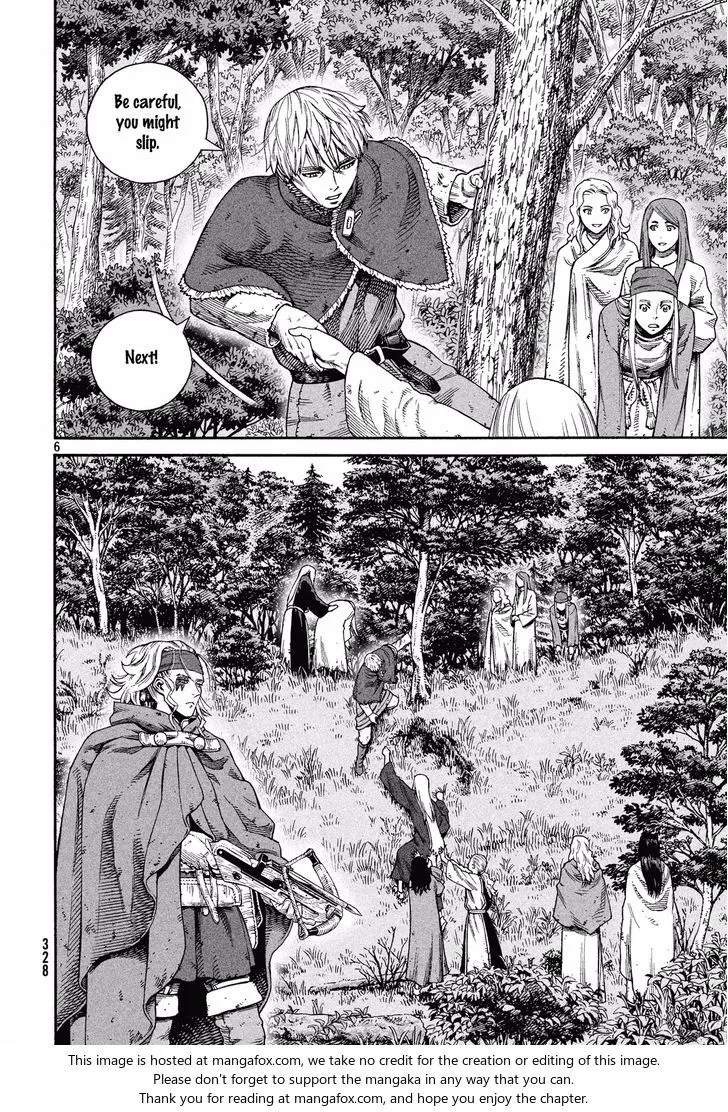 Be careful,
you might
slip.
Next!
6
328
This image is hosted at mangafox.com, we take no credit for the creation or editing of this image.
Please don't forget to support the mangaka in any way that you can.
Thank you for reading at mangafox.com, and hope you enjoy the chapter.